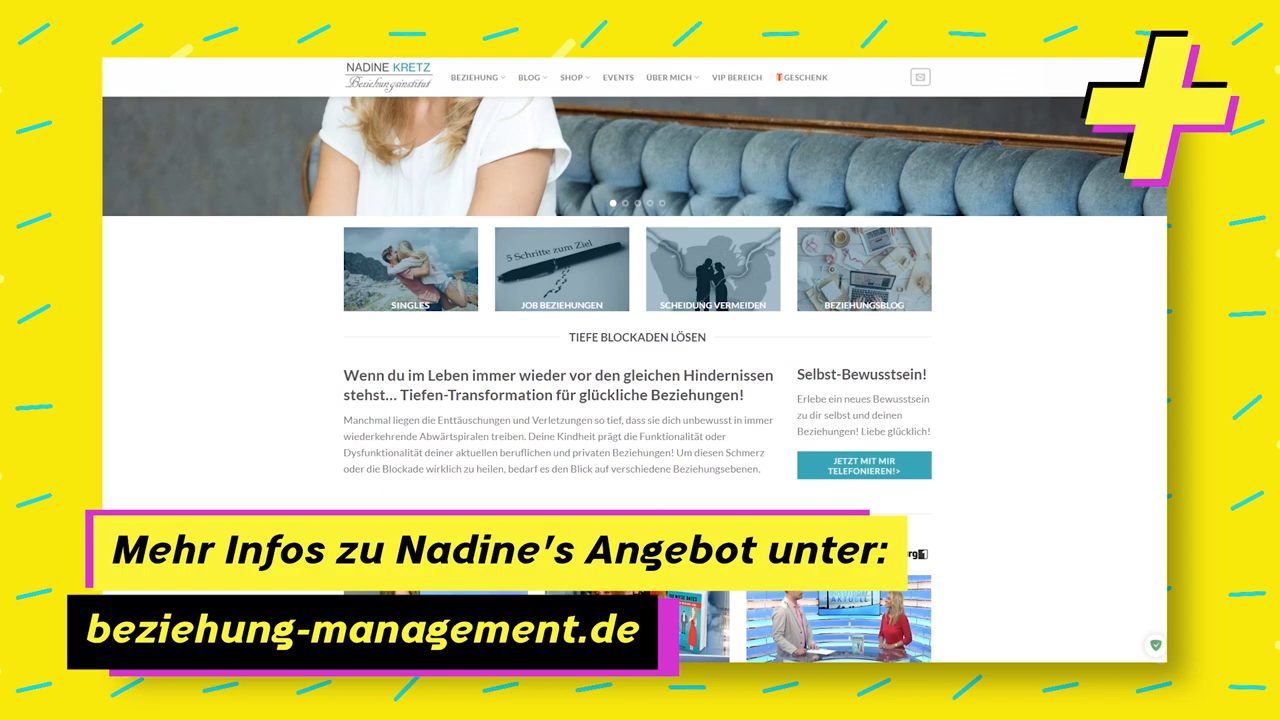 NADINE KRETZ
Beziehungsinstitut
BEZIEHUNG BLOG SHOP EVENTS ÜBER MICH VIP BEREICH GESCHENK
5 Schritte zum Ziel
SINGLES
JOB BEZIEHUNGEN
SCHEIDUNG VERMEIDEN
BEZIEHUNGSBLOG
TIEFE BLOCKADEN LÖSEN
Wenn du im Leben immer wieder vor den gleichen Hindernissen
stehst... Tiefen-Transformation für glückliche Beziehungen!
Manchmal liegen die Enttäuschungen und Verletzungen so tief, dass sie dich unbewusst in immer
wiederkehrende Abwärtspiralen treiben. Deine Kindheit prägt die Funktionalität oder
Dysfunktionalität deiner aktuellen beruflichen und privaten Beziehungen! Um diesen Schmerz
oder die Blockade wirklich zu heilen, bedarf es den Blick auf verschiedene Beziehungsebenen.
Selbst-Bewusstsein!
Erlebe ein neues Bewusstsein
zu dir selbst und deinen
Beziehungen! Liebe glücklich!
JETZT MIT MIR
TELEFONIEREN!>
Mehr Infos zu Nadine's Angebot unter:
beziehung-management.de
AKTUELL